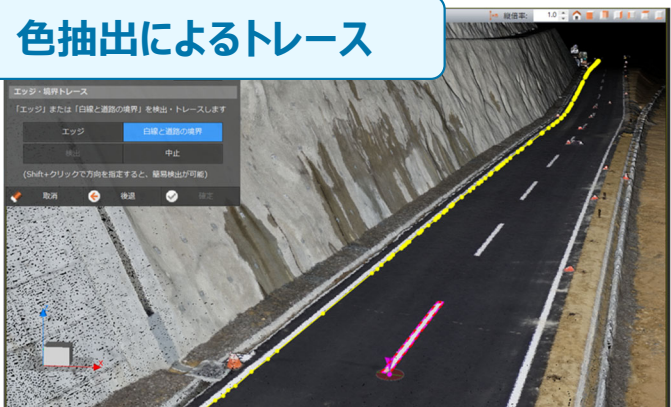 色抽出によるトレース
縦倍率: 1.0
エッジ・境界トレース
「エッジ」または「白線と道路の境界」を検出・トレースします
エッジ 白線と道路の境界
検出 中止
(Shift+クリックで方向を指定すると、簡易検出が可能)
取消 後退 確定